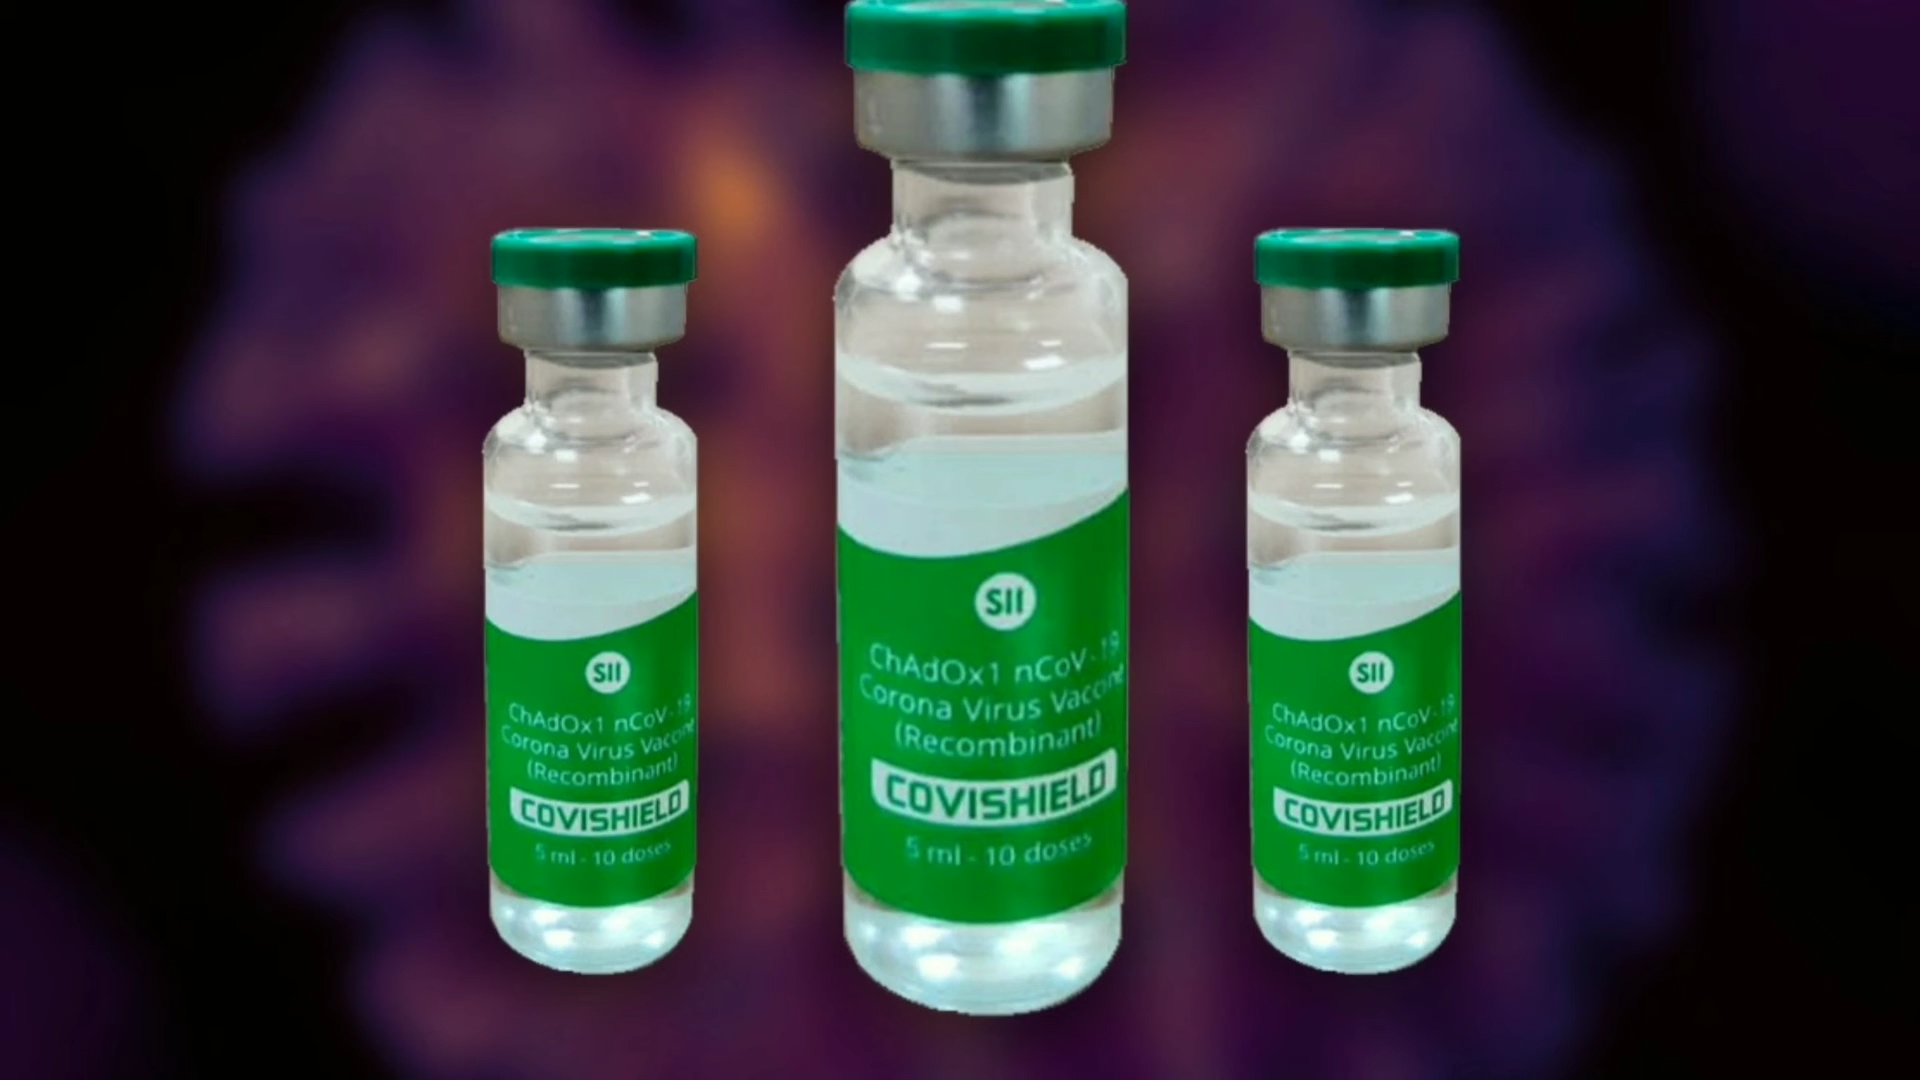 SII
ChAdOx1 nCoV-19
Corona Virus Vaccine
(Recombinant)
COVISHIELD
5 ml - 10 doses
SII
ChAdOx1 nCoV-19
Corona Virus Vaccine
(Recombinant)
COVISHIELD
5 ml - 10 doses
SII
ChAdOx1 nCoV-19
Corona Virus Vaccine
(Recombinant)
COVISHIELD
5 ml - 10 doses